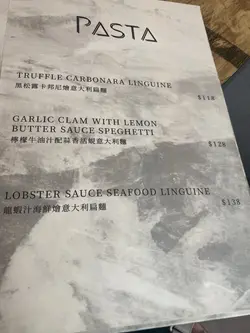 PASTA
TRUFFLE CARBONARA LINGUINE
黑松露卡邦尼燴意大利扁麵 $118
GARLIC CLAM WITH LEMON
BUTTER SAUCE SPEGHETTI
檸檬牛油汁配蒜香活蜆意大利麵 $128
LOBSTER SAUCE SEAFOOD LINGUINE
龍蝦汁海鮮燴意大利扁麵 $138